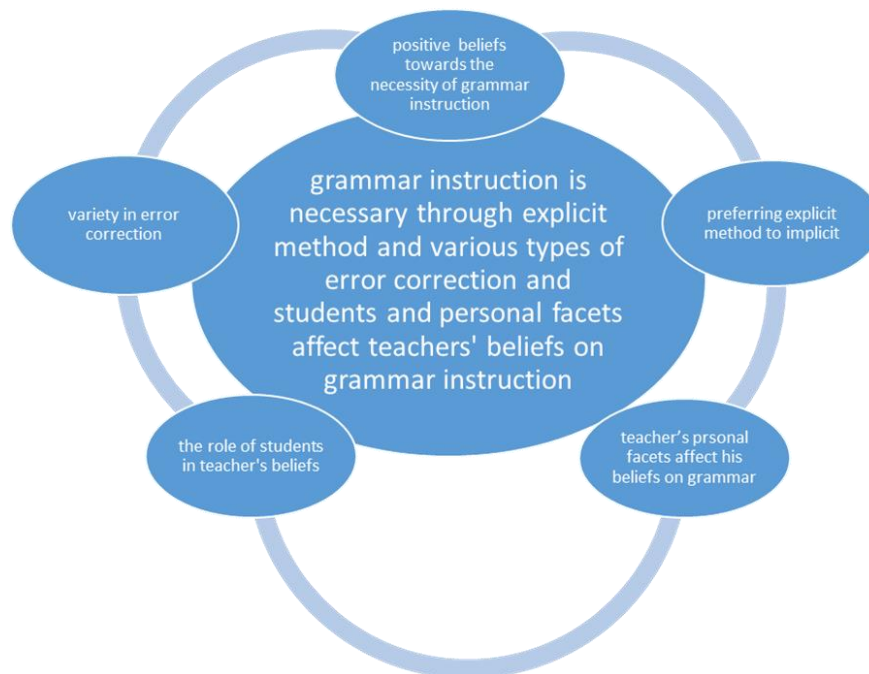 positive beliefs
towards the
necessity of grammar
instruction
grammar instruction is
necessary through explicit
method and various types of
error correction and
students and personal facets
affect teachers' beliefs on
grammar instruction
variety in error
correction
preferring explicit
method to implicit
the role of students
in teacher's beliefs
teacher’s prsonal
facets affect his
beliefs on grammar